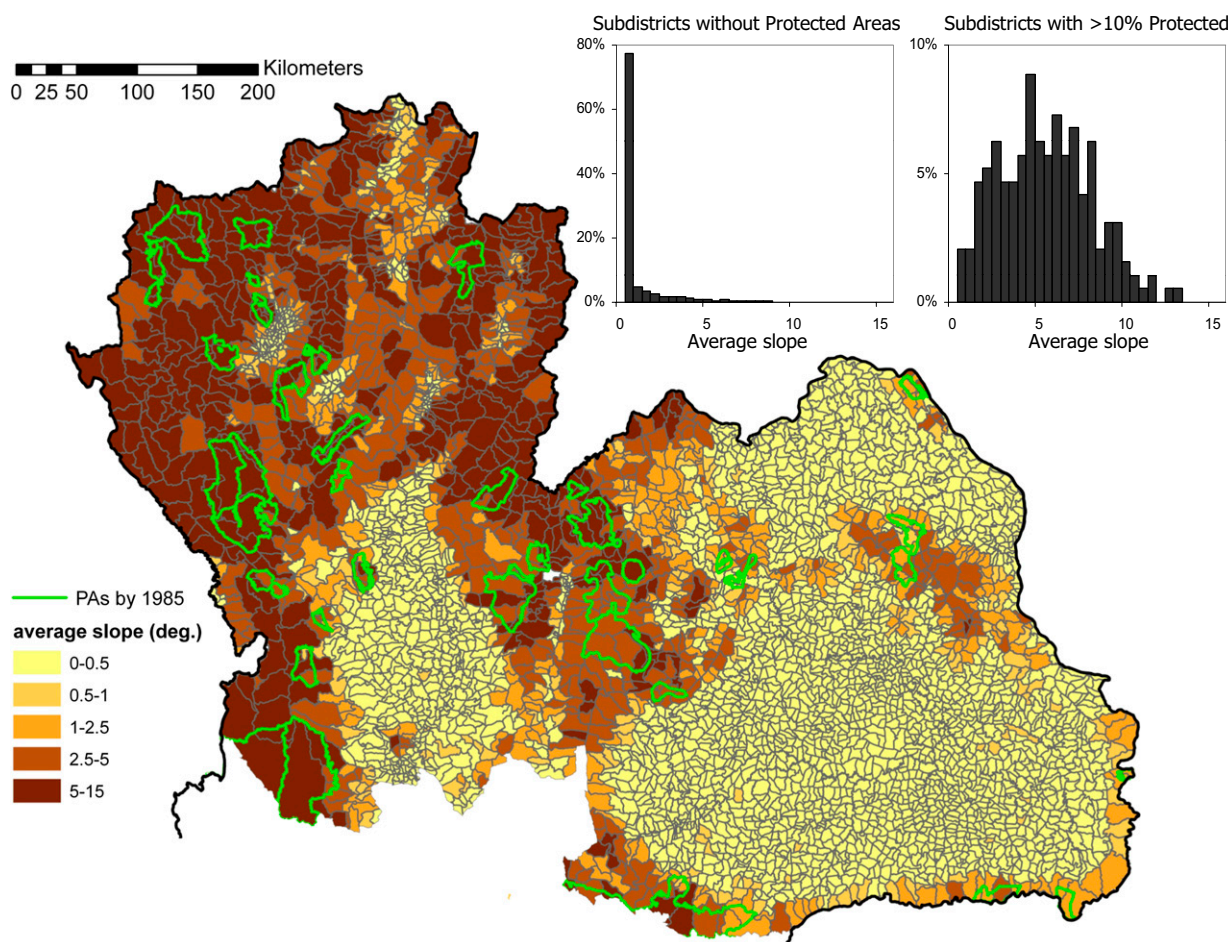 Subdistricts without Protected Areas
80%
60%
40%
20%
0%
0 5 10 15
Average slope
Subdistricts with >10% Protected
10%
5%
0%
0 5 10 15
Average slope
Kilometers
0 25 50 100 150 200
PAs by 1985
average slope (deg.)
0-0.5
0.5-1
1-2.5
2.5-5
5-15